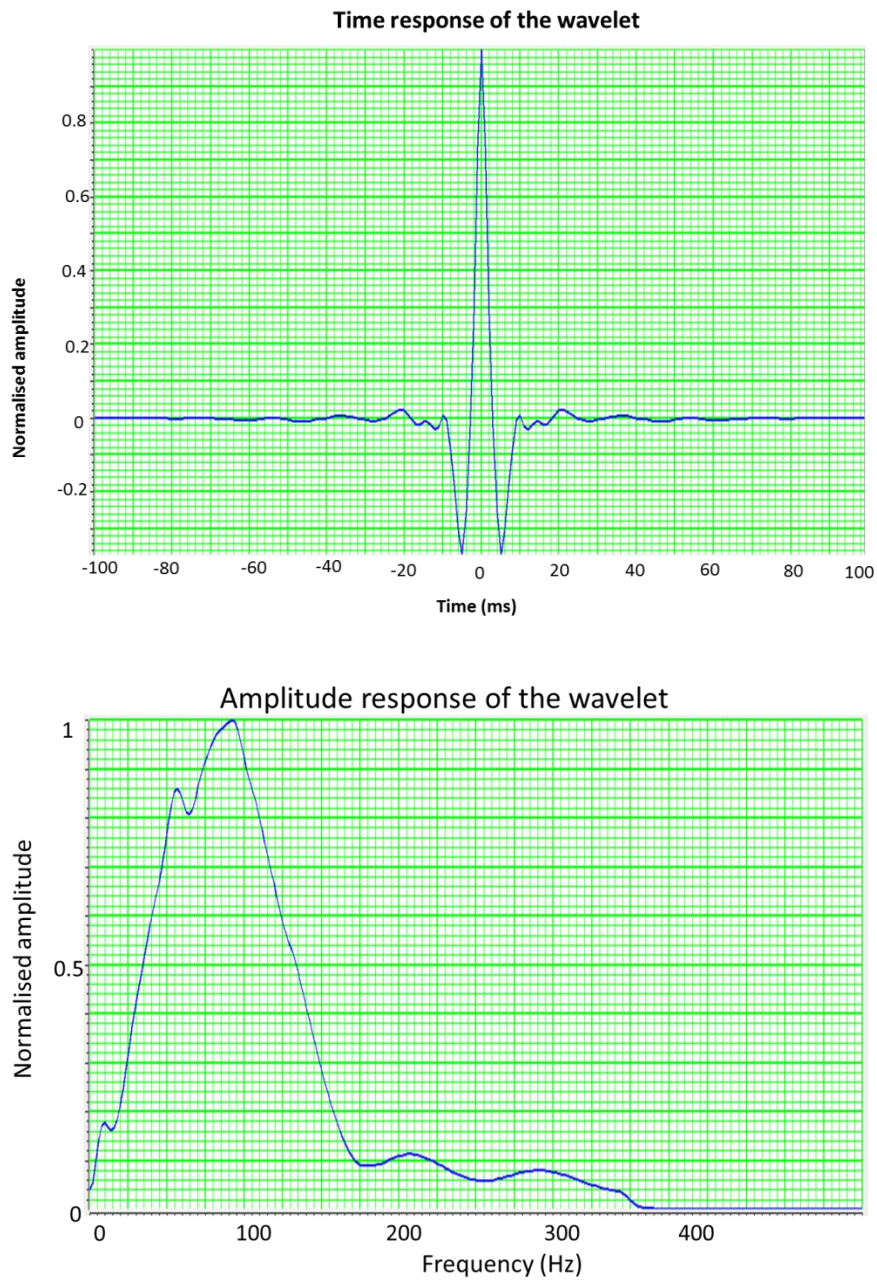 Time response of the wavelet
Normalised amplitude
0.8
0.6
0.4
0.2
0
-0.2
-100 -80 -60 -40 -20 0 20 40 60 80 100
Time (ms)
Amplitude response of the wavelet
Normalised amplitude
1
0.5
0
0 100 200 300 400
Frequency (Hz)